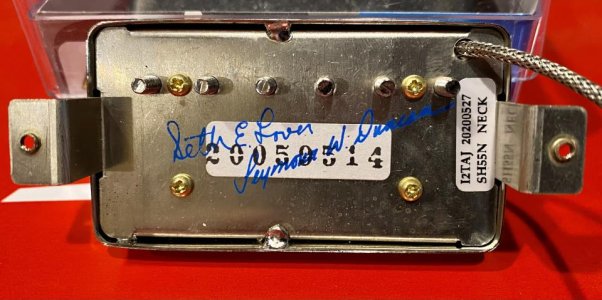 Seth E. Lover
Seymour W. Duncan
20050514
I2TAJ 20200527
SH55N NECK